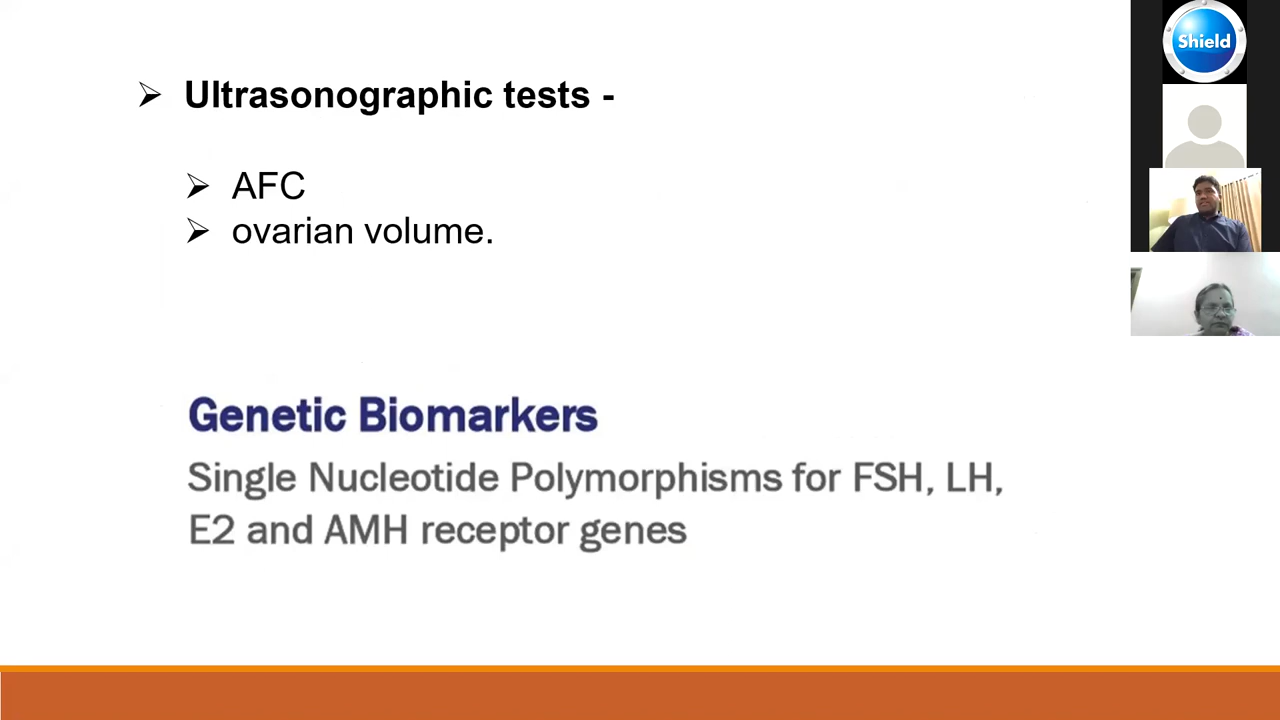 Ultrasonographic tests -
AFC
ovarian volume.
Genetic Biomarkers
Single Nucleotide Polymorphisms for FSH, LH,
E2 and AMH receptor genes
Shield